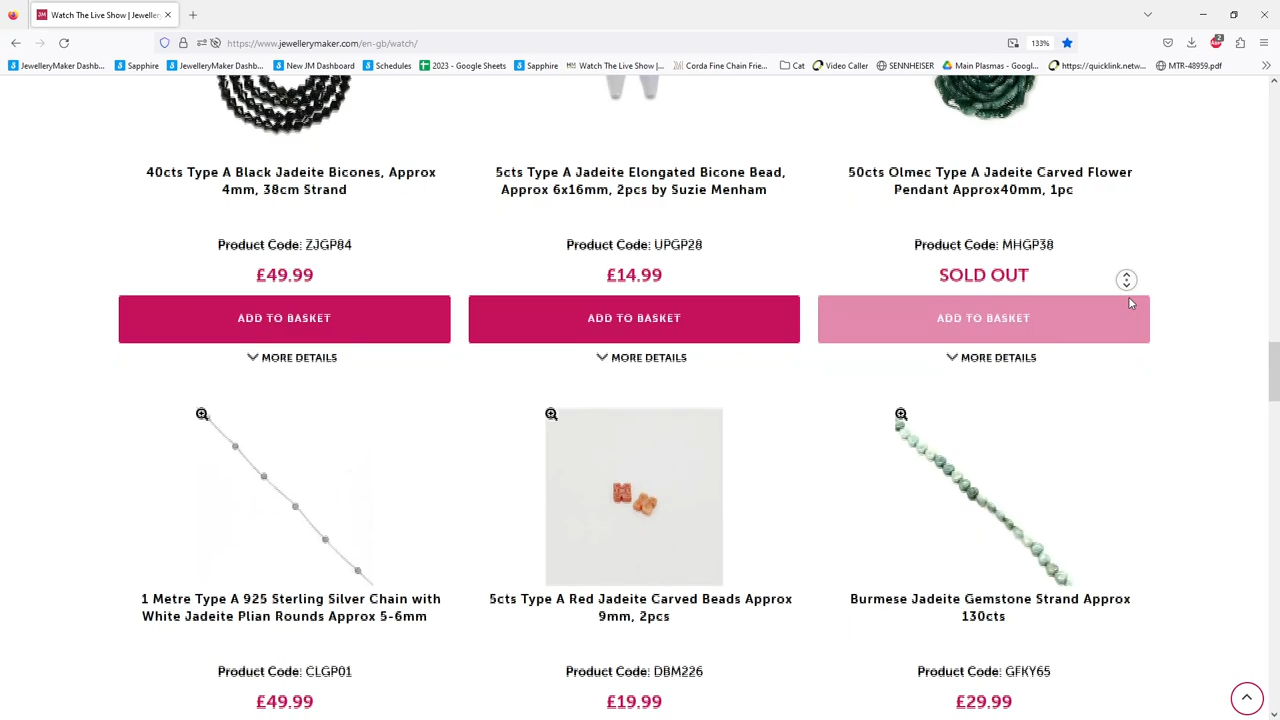 Watch The Live Show | Jeweller
https://www.jewellerymaker.com/en-gb/watch/
133%
2
JewelleryMaker Dashb...
Sapphire
JewelleryMaker Dashb...
New JM Dashboard
Schedules
2023 - Google Sheets
Sapphire
Watch The Live Show |...
Corda Fine Chain Frie...
Cat
Video Caller
SENNHEISER
Main Plasmas - Googl...
https://quicklink.netw...
MTR-48959.pdf
40cts Type A Black Jadeite Bicones, Approx
4mm, 38cm Strand
Product Code: ZJGP84
£49.99
ADD TO BASKET
MORE DETAILS
5cts Type A Jadeite Elongated Bicone Bead,
Approx 6x16mm, 2pcs by Suzie Menham
Product Code: UPGP28
£14.99
ADD TO BASKET
MORE DETAILS
50cts Olmec Type A Jadeite Carved Flower
Pendant Approx40mm, 1pc
Product Code: MHGP38
SOLD OUT
ADD TO BASKET
MORE DETAILS
1 Metre Type A 925 Sterling Silver Chain with
White Jadeite Plian Rounds Approx 5-6mm
Product Code: CLGP01
£49.99
5cts Type A Red Jadeite Carved Beads Approx
9mm, 2pcs
Product Code: DBM226
£19.99
Burmese Jadeite Gemstone Strand Approx
130cts
Product Code: GFKY65
£29.99